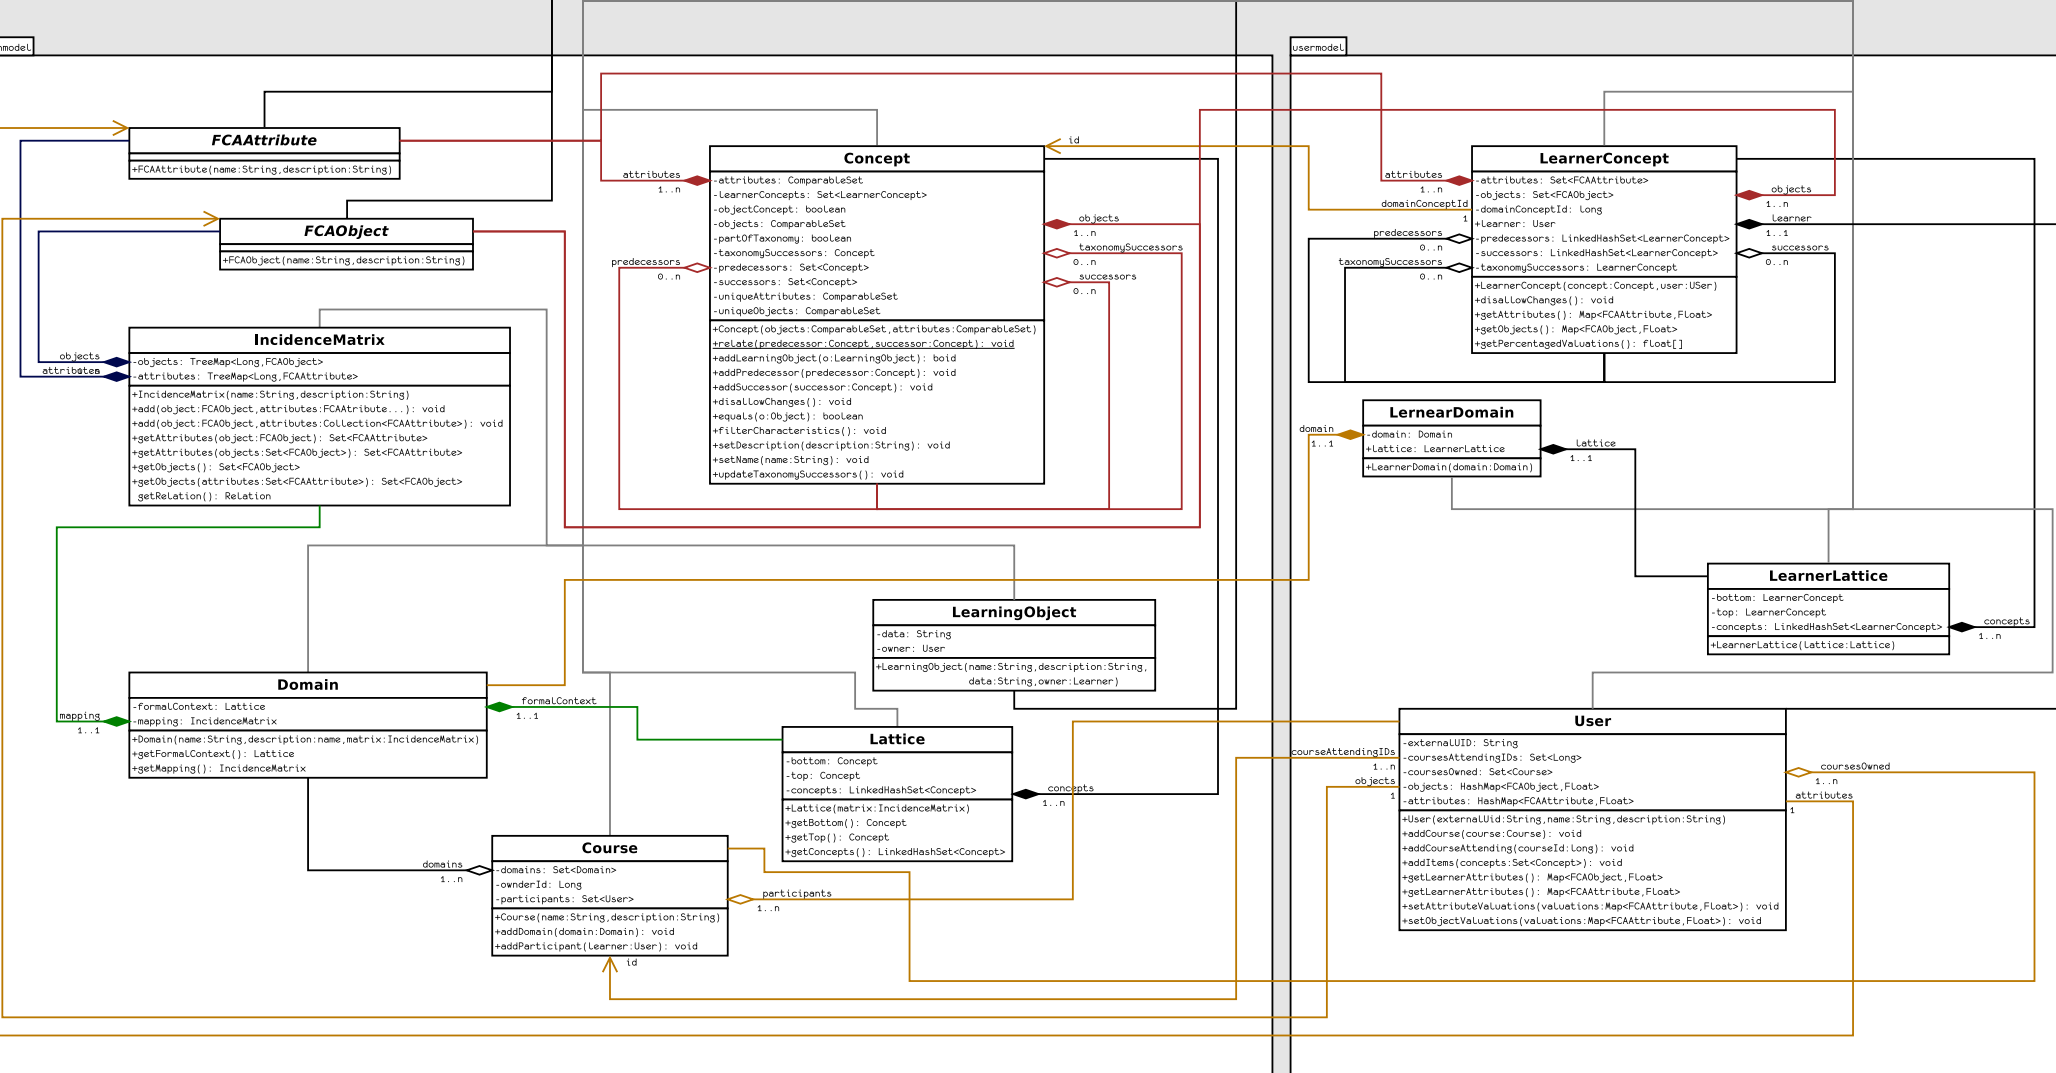 usermodel
FCAAttribute
+FCAAttribute(name:String,description:String)
FCAObject
+FCAObject(name:String,description:String)
IncidenceMatrix
-objects: TreeMap<Long,FCAObject>
-attributes: TreeMap<Long,FCAAttribute>
+IncidenceMatrix(name:String,description:String)
+add(object:FCAObject,attributes:FCAAtribute...): void
+add(object:FCAObject,attributes:Collection<FCAAttribute>): void
+getAttributes(object:FCAObject): Set<FCAAttribute>
+getAttributes(objects:Set<FCAObject>): Set<FCAAttribute>
+getObjects(): Set<FCAObject>
+getObjects(attributes:Set<FCAAttribute>): Set<FCAObject>
getRelation(): Relation
objects
attributes
Concept
-attributes: ComparableSet
-learnerConcepts: Set<LearnerConcept>
-objectConcept: boolean
-objects: ComparableSet
-partOfTaxonomy: boolean
-taxonomySuccessors: Concept
-predecessors: Set<Concept>
-successors: Set<Concept>
-uniqueAttributes: ComparableSet
-uniqueObjects: ComparableSet
+Concept(objects:ComparableSet,attributes:ComparableSet)
+relate(predecessor:Concept,successor:Concept): void
+addLearningObject(o:LearningObject): boid
+addPredecessor(predecessor:Concept): void
+addSuccessor(successor:Concept): void
+disallowChanges(): void
+equals(o:Object): boolean
+filterCharacteristics(): void
+setDescription(description:String): void
+setName(name:String): void
+updateTaxonomySuccessors(): void
attributes
1..n
predecessors
0..n
id
objects
1..n
taxonomySuccessors
0..n
successors
0..n
LearnerConcept
-attributes: Set<FCAAttribute>
-objects: Set<FCAObject>
-domainConceptId: long
+learner: User
-predecessors: LinkedHashSet<LearnerConcept>
-successors: LinkedHashSet<LearnerConcept>
-taxonomySuccessors: LearnerConcept
+LearnerConcept(concept:Concept,user:USer)
+disallowChanges(): void
+getAttributes(): Map<FCAAttribute,Float>
+getObjects(): Map<FCAObject,Float>
+getPercentagedValuations(): float[]
attributes
1..n
domainConceptId
1
predecessors
0..n
taxonomySuccessors
0..n
objects
1..n
learner
1..1
successors
0..n
LernearDomain
-domain: Domain
+lattice: LearnerLattice
+LearnerDomain(domain:Domain)
domain
1..1
lattice
1..1
LearnerLattice
-bottom: LearnerConcept
-top: LearnerConcept
-concepts: LinkedHashSet<LearnerConcept>
+LearnerLattice(lattice:Lattice)
concepts
1..n
LearningObject
-data: String
-owner: User
+LearningObject(name:String,description:String,
data:String,owner:Learner)
Domain
-formalContext: Lattice
-mapping: IncidenceMatrix
+Domain(name:String,description:name,matrix:IncidenceMatrix)
+getFormalContext(): Lattice
+getMapping(): IncidenceMatrix
mapping
1..1
formalContext
1..1
Lattice
-bottom: Concept
-top: Concept
-concepts: LinkedHashSet<Concept>
+Lattice(matrix:IncidenceMatrix)
+getBottom(): Concept
+getTop(): Concept
+getConcepts(): LinkedHashSet<Concept>
concepts
1..n
Course
-domains: Set<Domain>
-ownderId: Long
-participants: Set<User>
+Course(name:String,description:String)
+addDomain(domain:Domain): void
+addParticipant(learner:User): void
domains
1..n
participants
1..n
id
User
-externalUID: String
-coursesAttendingIDs: Set<Long>
-coursesOwned: Set<Course>
-objects: HashMap<FCAObject,Float>
-attributes: HashMap<FCAAttribute,Float>
+User(externalUid:String,name:String,description:String)
+addCourse(course:Course): void
+addCourseAttending(courseId:Long): void
+addItems(concepts:Set<Concept>): void
+getLearnerAttributes(): Map<FCAObject,Float>
+getLearnerAttributes(): Map<FCAAttribute,Float>
+setAttributeValuations(valuations:Map<FCAAttribute,Float>): void
+setObjectValuations(valuations:Map<FCAAttribute,Float>): void
courseAttendingIDs
1..n
objects
1
coursesOwned
1..n
attributes
1